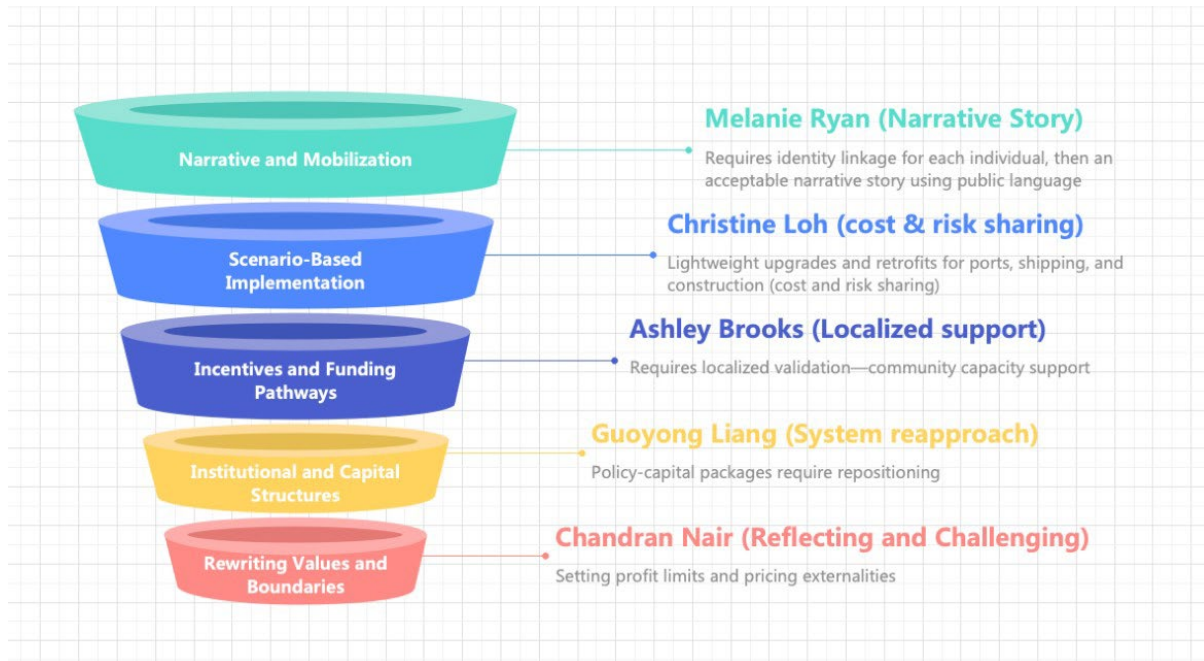 Narrative and Mobilization
Melanie Ryan (Narrative Story)
Requires identity linkage for each individual, then an
acceptable narrative story using public language
Scenario-Based
Implementation
Christine Loh (cost & risk sharing)
Lightweight upgrades and retrofits for ports, shipping, and
construction (cost and risk sharing)
Incentives and Funding
Pathways
Ashley Brooks (Localized support)
Requires localized validation—community capacity support
Institutional and Capital
Structures
Guoyong Liang (System reapproach)
Policy-capital packages require repositioning
Rewriting Values and
Boundaries
Chandran Nair (Reflecting and Challenging)
Setting profit limits and pricing externalities